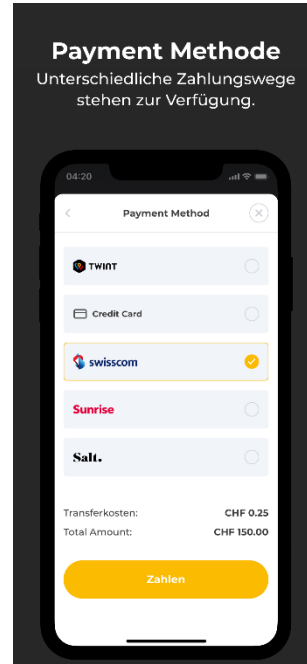 Payment Methode
Unterschiedliche Zahlungswege
stehen zur Verfügung.
04:20
Payment Method
TWINT
Credit Card
swisscom
Sunrise
Salt.
Transferkosten: CHF 0.25
Total Amount: CHF 150.00
Zahlen